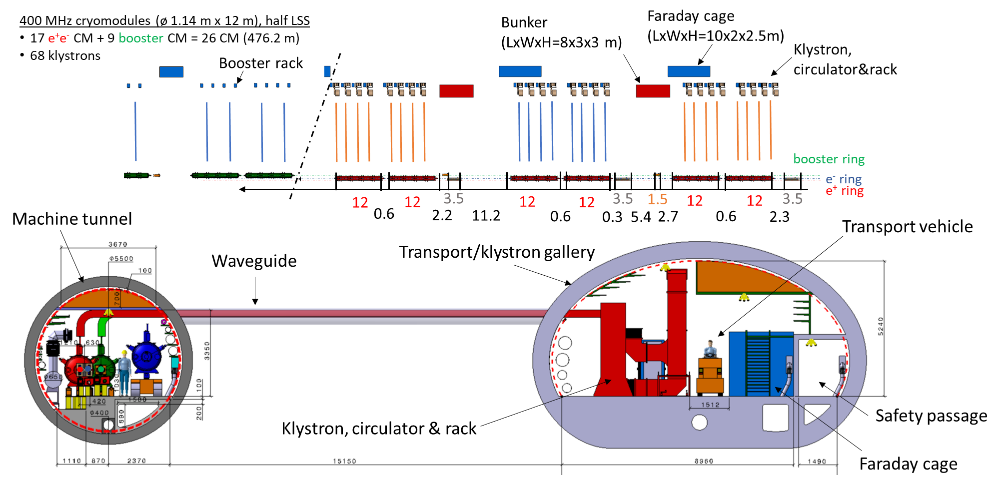 400 MHz cryomodules (ø 1.14 m x 12 m), half LSS
• 17 e⁺e⁻ CM + 9 booster CM = 26 CM (476.2 m)
• 68 klystrons
Booster rack
Bunker
(LxWxH=8x3x3 m)
Faraday cage
(LxWxH=10x2x2.5m)
Klystron,
circulator&rack
booster ring
e⁻ ring
e⁺ ring
12
12
3.5
12
12
3.5
1.5
12
12
3.5
0.6
2.2
11.2
0.6
0.3
5.4
2.7
0.6
2.3
Machine tunnel
Waveguide
Transport/klystron gallery
Transport vehicle
Klystron, circulator & rack
Safety passage
Faraday cage
3670
Φ5500
100
700
1210
630
Φ650
1030
3350
420
1580
Φ400
890
100
200
1110
870
2370
15150
8960
1490
1512
5240